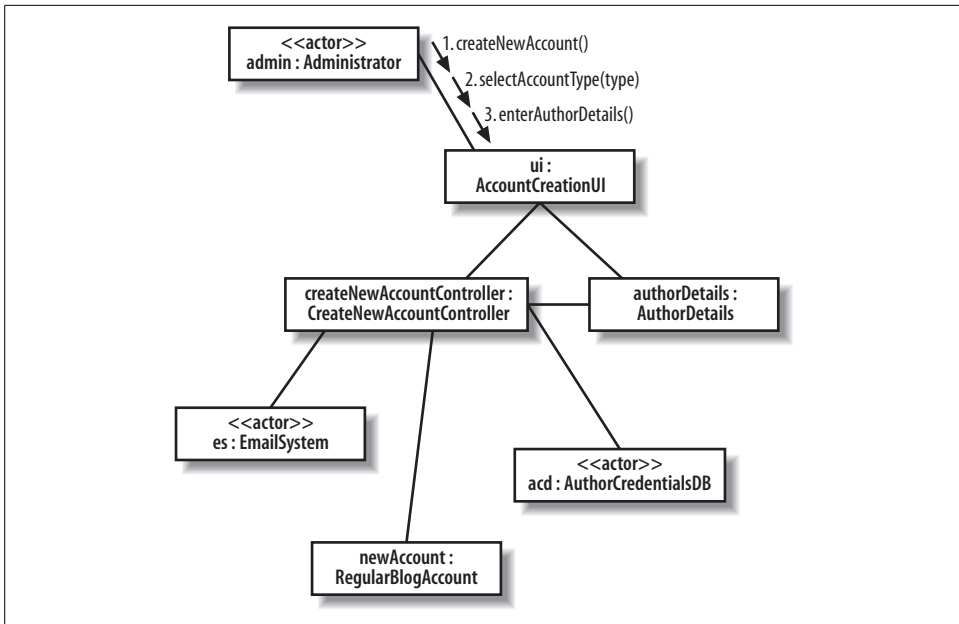 <<actor>>
admin : Administrator
1. createNewAccount()
2. selectAccountType(type)
3. enterAuthorDetails()
ui :
AccountCreationUI
createNewAccountController :
CreateNewAccountController
authorDetails :
AuthorDetails
<<actor>>
es : EmailSystem
<<actor>>
acd : AuthorCredentialsDB
newAccount :
RegularBlogAccount